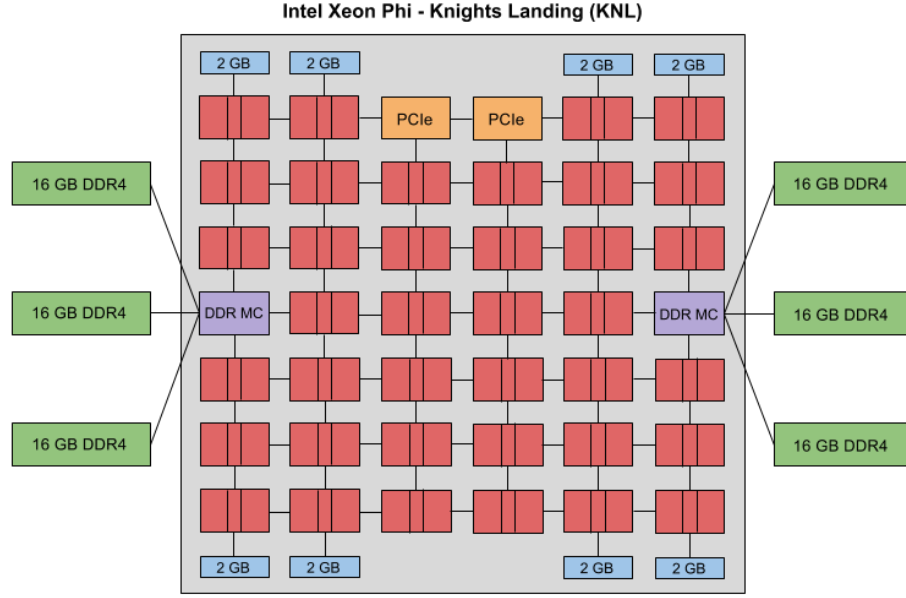 Intel Xeon Phi - Knights Landing (KNL)
2 GB
2 GB
2 GB
2 GB
PCIe
PCIe
16 GB DDR4
16 GB DDR4
16 GB DDR4
DDR MC
DDR MC
16 GB DDR4
16 GB DDR4
16 GB DDR4
2 GB
2 GB
2 GB
2 GB